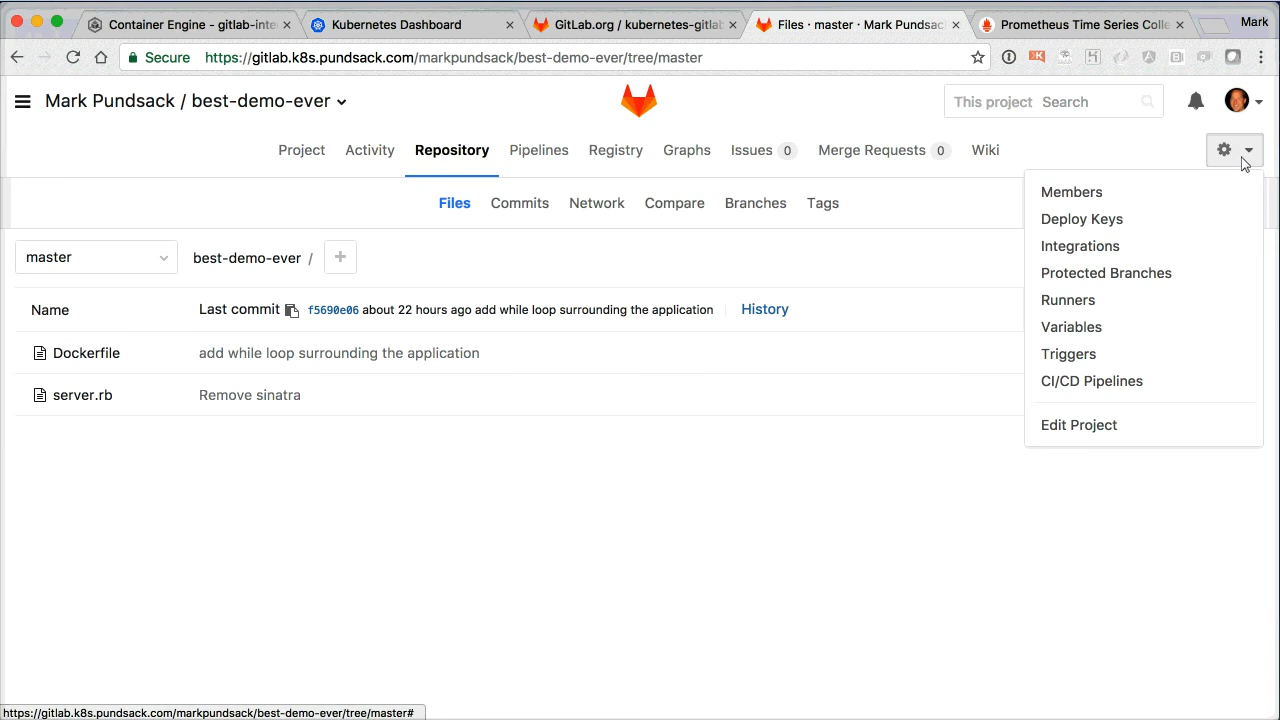 Container Engine - gitlab-inte
Kubernetes Dashboard
GitLab.org / kubernetes-gitlab
Files · master · Mark Pundsac
Prometheus Time Series Colle
Mark
Secure https://gitlab.k8s.pundsack.com/markpundsack/best-demo-ever/tree/master
Mark Pundsack / best-demo-ever
This project Search
Project Activity Repository Pipelines Registry Graphs Issues 0 Merge Requests 0 Wiki
Files Commits Network Compare Branches Tags
Members
Deploy Keys
Integrations
Protected Branches
Runners
Variables
Triggers
CI/CD Pipelines
Edit Project
master best-demo-ever / +
Name Last commit f5690e06 about 22 hours ago add while loop surrounding the application History
Dockerfile add while loop surrounding the application
server.rb Remove sinatra
https://gitlab.k8s.pundsack.com/markpundsack/best-demo-ever/tree/master#